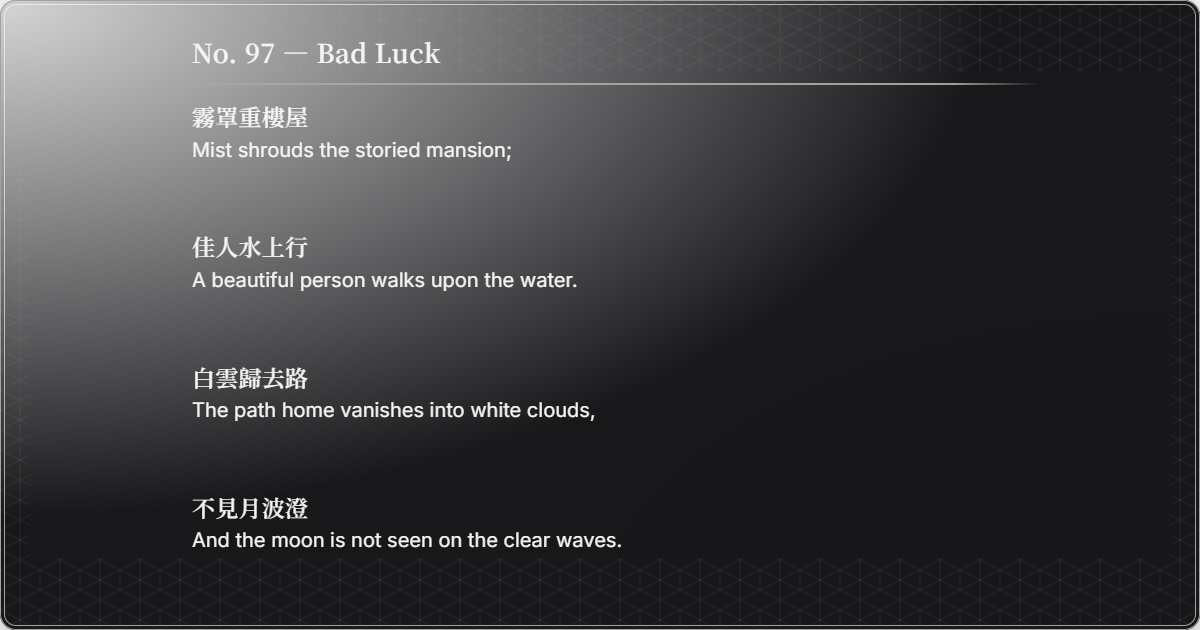 No. 97 — Bad Luck
霧罩重樓屋
Mist shrouds the storied mansion;
佳人水上行
A beautiful person walks upon the water.
白雲歸去路
The path home vanishes into white clouds,
不見月波澄
And the moon is not seen on the clear waves.